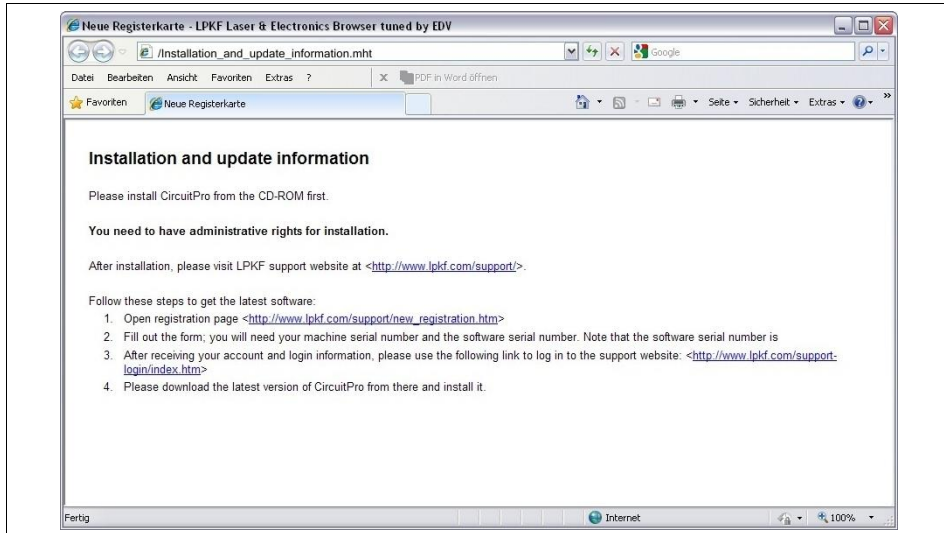 Neue Registerkarte - LPKF Laser & Electronics Browser tuned by EDV
/Installation_and_update_information.mht
Google
Datei Bearbeiten Ansicht Favoriten Extras ? x PDF in Word öffnen
Favoriten Neue Registerkarte Seite Sicherheit Extras »
Installation and update information
Please install CircuitPro from the CD-ROM first.
You need to have administrative rights for installation.
After installation, please visit LPKF support website at <http://www.lpkf.com/support/>.
Follow these steps to get the latest software:
1. Open registration page <http://www.lpkf.com/support/new_registration.htm>
2. Fill out the form; you will need your machine serial number and the software serial number. Note that the software serial number is
3. After receiving your account and login information, please use the following link to log in to the support website: <http://www.lpkf.com/support-
login/index.htm>
4. Please download the latest version of CircuitPro from there and install it.
Fertig Internet 100%